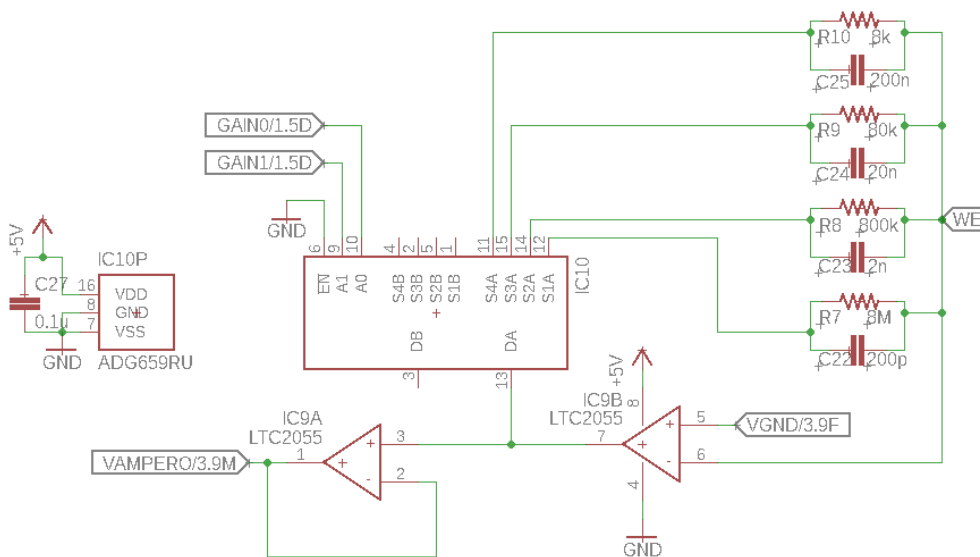 R10 8k
C25 200n
GAIN0/1.5D
R9 80k
GAIN1/1.5D
C24 20n
GND
R8 800k
WE
+5V
6 9 10 4 2 5 1 11 15 14 12
C23 2n
IC10P
EN A1 A0 S4B S3B S2B S1B S4A S3A S2A S1A
IC10
C27
16 VDD
8 GND
7 VSS
0.1u
R7 8M
GND
ADG659RU
DB DA
C22 200p
3 13
+5V
IC9A
LTC2055
IC9B
LTC2055
8
5 VGND/3.9F
3
7
+
-
+
-
VAMPERO/3.9M
1
2
6
4
GND